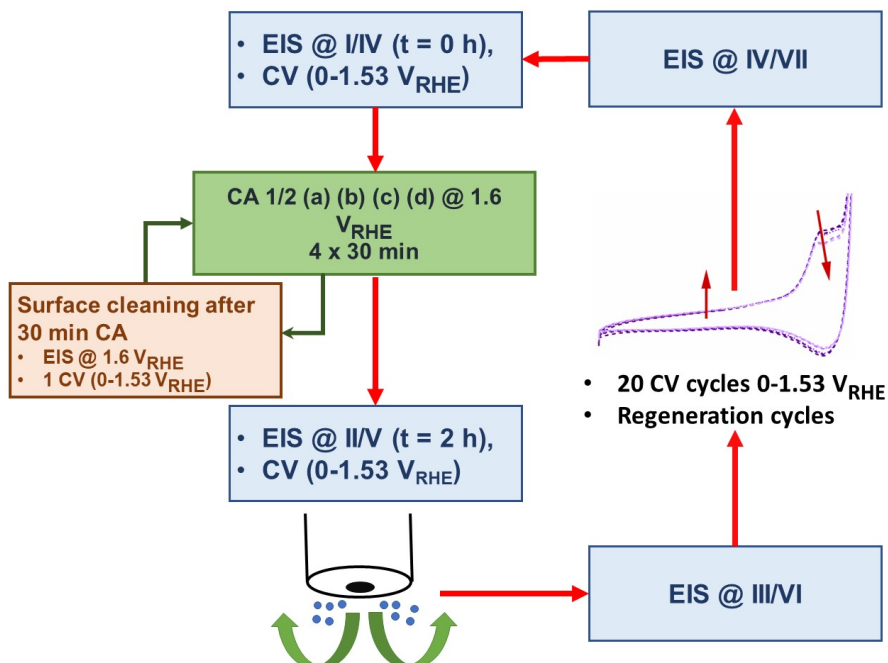 • EIS @ I/IV (t = 0 h),
• CV (0-1.53 VRHE)
EIS @ IV/VII
CA 1/2 (a) (b) (c) (d) @ 1.6
VRHE
4 x 30 min
Surface cleaning after
30 min CA
• EIS @ 1.6 VRHE
• 1 CV (0-1.53 VRHE)
• 20 CV cycles 0-1.53 VRHE
• Regeneration cycles
• EIS @ II/V (t = 2 h),
• CV (0-1.53 VRHE)
EIS @ III/VI